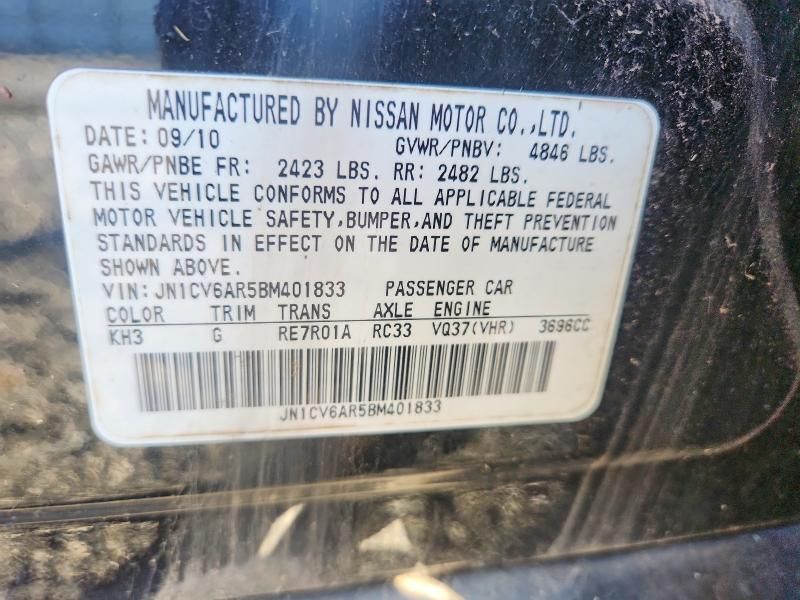 MANUFACTURED BY NISSAN MOTOR CO.,LTD.
DATE: 09/10 GVWR/PNBV: 4846 LBS.
GAWR/PNBE FR: 2423 LBS. RR: 2482 LBS.
THIS VEHICLE CONFORMS TO ALL APPLICABLE FEDERAL
MOTOR VEHICLE SAFETY,BUMPER,AND THEFT PREVENTION
STANDARDS IN EFFECT ON THE DATE OF MANUFACTURE
SHOWN ABOVE.
VIN: JN1CV6AR5BM401833 PASSENGER CAR
COLOR TRIM TRANS AXLE ENGINE
KH3 G RE7R01A RC33 VQ37(VHR) 3696CC
JN1CV6AR5BM401833